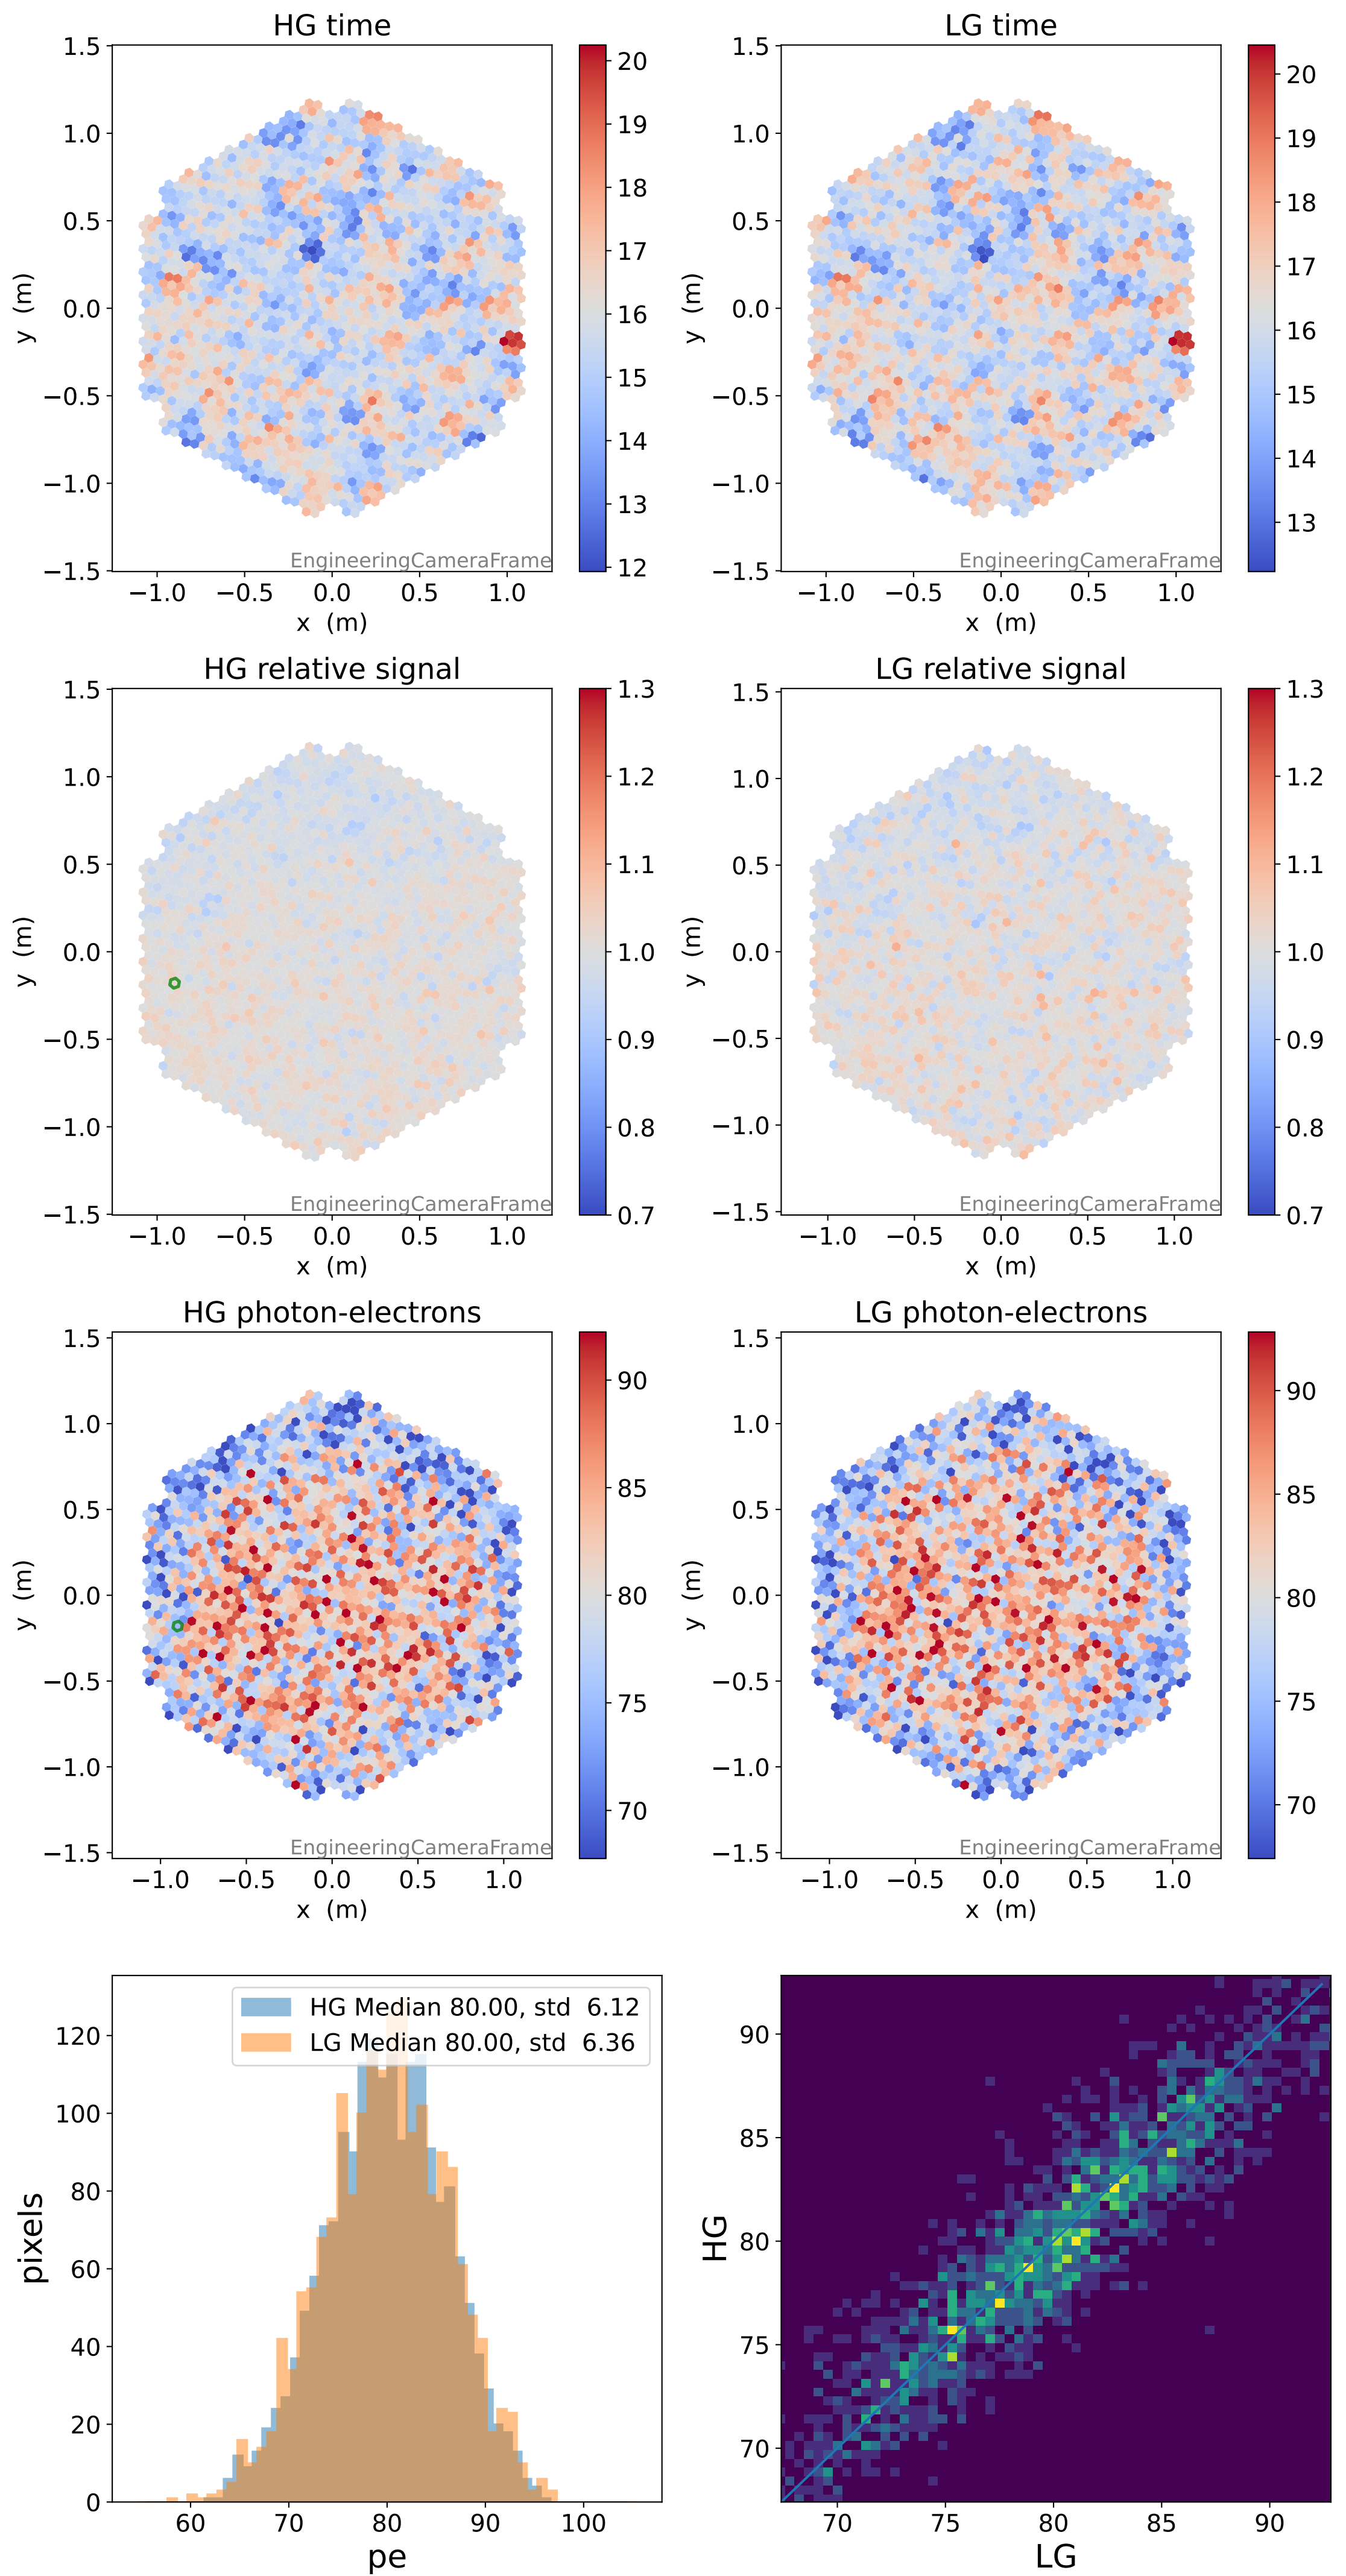 HG time
LG time
1.5
1.0
0.5
0.0
−0.5
−1.0
−1.5
y (m)
EngineeringCameraFrame
−1.0 −0.5 0.0 0.5 1.0
x (m)
20
19
18
17
16
15
14
13
12
1.5
1.0
0.5
0.0
−0.5
−1.0
−1.5
y (m)
EngineeringCameraFrame
−1.0 −0.5 0.0 0.5 1.0
x (m)
20
19
18
17
16
15
14
13
HG relative signal
LG relative signal
1.5
1.0
0.5
0.0
−0.5
−1.0
−1.5
y (m)
EngineeringCameraFrame
−1.0 −0.5 0.0 0.5 1.0
x (m)
1.3
1.2
1.1
1.0
0.9
0.8
0.7
1.5
1.0
0.5
0.0
−0.5
−1.0
−1.5
y (m)
EngineeringCameraFrame
−1.0 −0.5 0.0 0.5 1.0
x (m)
1.3
1.2
1.1
1.0
0.9
0.8
0.7
HG photon-electrons
LG photon-electrons
1.5
1.0
0.5
0.0
−0.5
−1.0
−1.5
y (m)
EngineeringCameraFrame
−1.0 −0.5 0.0 0.5 1.0
x (m)
90
85
80
75
70
1.5
1.0
0.5
0.0
−0.5
−1.0
−1.5
y (m)
EngineeringCameraFrame
−1.0 −0.5 0.0 0.5 1.0
x (m)
90
85
80
75
70
HG Median 80.00, std 6.12
LG Median 80.00, std 6.36
120
100
80
60
40
20
0
pixels
60 70 80 90 100
pe
90
85
80
75
70
HG
70 75 80 85 90
LG